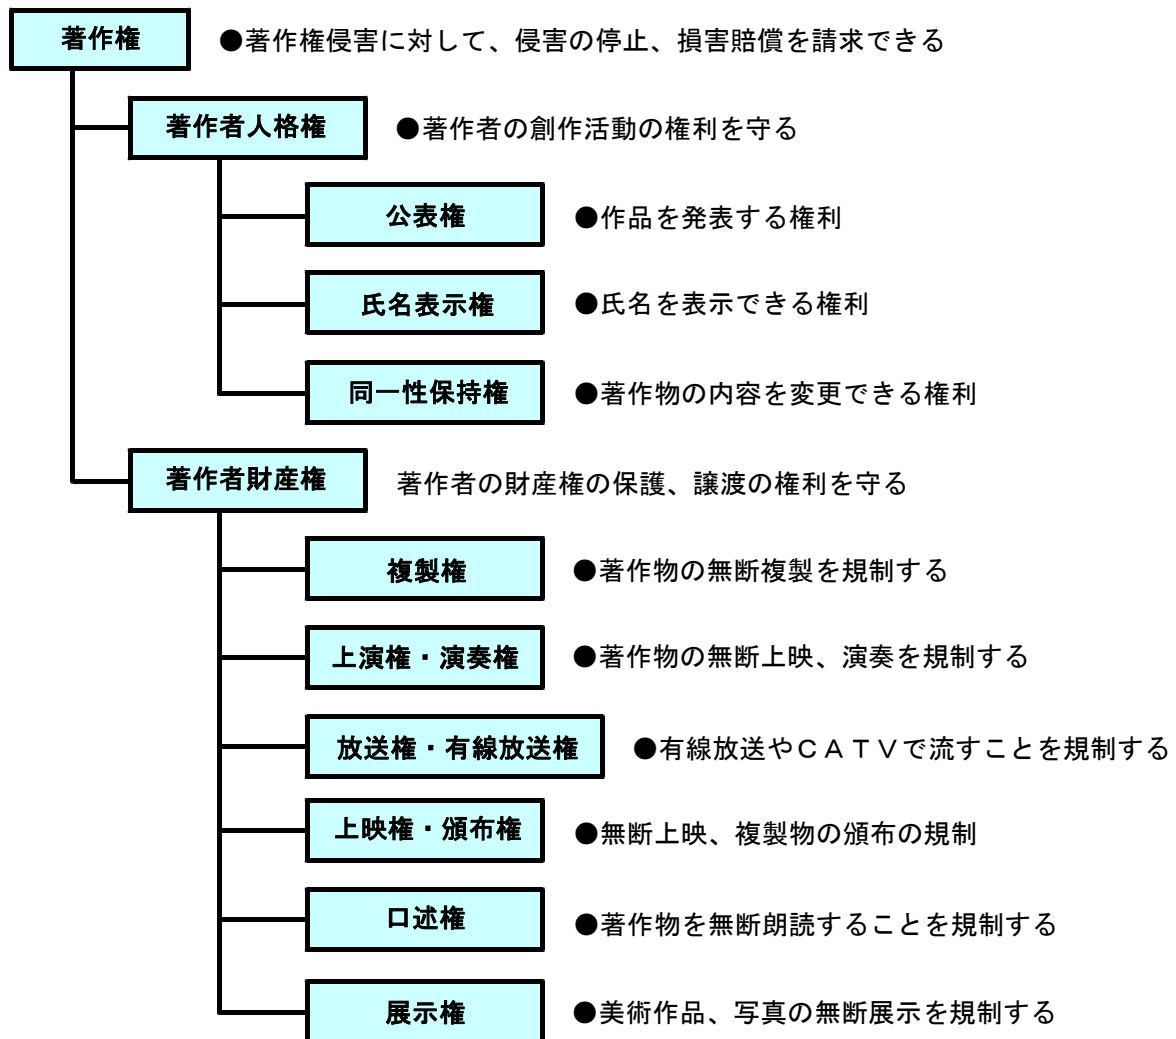 著作権 ●著作権侵害に対して、侵害の停止、損害賠償を請求できる
著作者人格権 ●著作者の創作活動の権利を守る
公表権 ●作品を発表する権利
氏名表示権 ●氏名を表示できる権利
同一性保持権 ●著作物の内容を変更できる権利
著作者財産権 著作者の財産権の保護、譲渡の権利を守る
複製権 ●著作物の無断複製を規制する
上演権・演奏権 ●著作物の無断上映、演奏を規制する
放送権・有線放送権 ●有線放送やCATVで流すことを規制する
上映権・頒布権 ●無断上映、複製物の頒布の規制
口述権 ●著作物を無断朗読することを規制する
展示権 ●美術作品、写真の無断展示を規制する